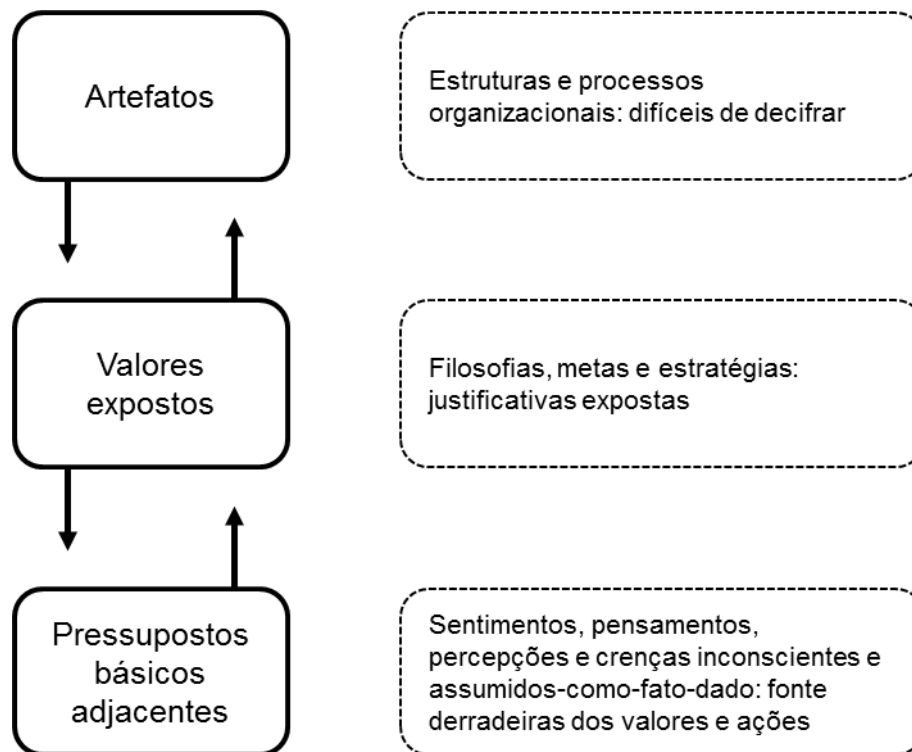 Artefatos
Estruturas e processos
organizacionais: difíceis de decifrar
Valores
expostos
Filosofias, metas e estratégias:
justificativas expostas
Pressupostos
básicos
adjacentes
Sentimentos, pensamentos,
percepções e crenças inconscientes e
assumidos-como-fato-dado: fonte
derradeiras dos valores e ações